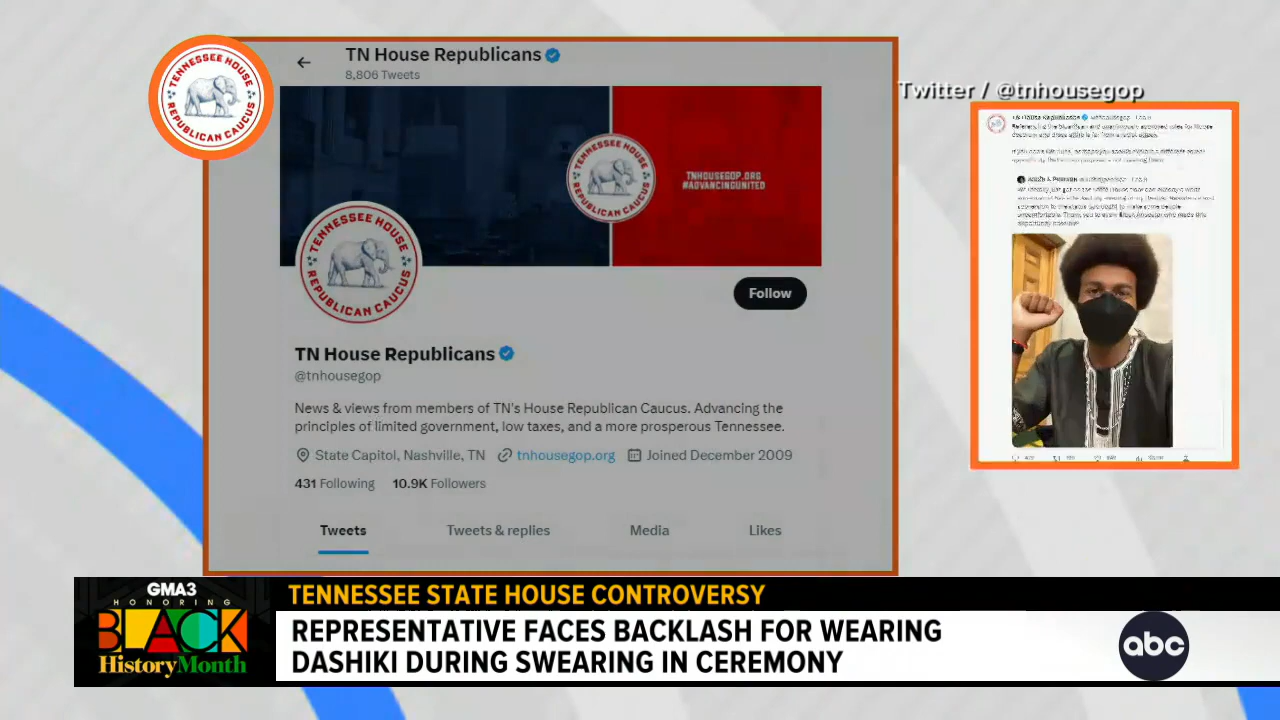 TENNESSEE HOUSE
REPUBLICAN CAUCUS
TN House Republicans
8,806 Tweets
TENNESSEE HOUSE
REPUBLICAN CAUCUS
TNHOUSEGOP.ORG
#ADVANCINGUNITED
TENNESSEE HOUSE
REPUBLICAN CAUCUS
Follow
TN House Republicans
@tnhousegop
News & views from members of TN's House Republican Caucus. Advancing the
principles of limited government, low taxes, and a more prosperous Tennessee.
State Capitol, Nashville, TN tnhousegop.org Joined December 2009
431 Following 10.9K Followers
Tweets Tweets & replies Media Likes
Twitter / @tnhousegop
TN House Republicans
GMA3
HONORING
BLACK
HistoryMonth
TENNESSEE STATE HOUSE CONTROVERSY
REPRESENTATIVE FACES BACKLASH FOR WEARING
DASHIKI DURING SWEARING IN CEREMONY
abc